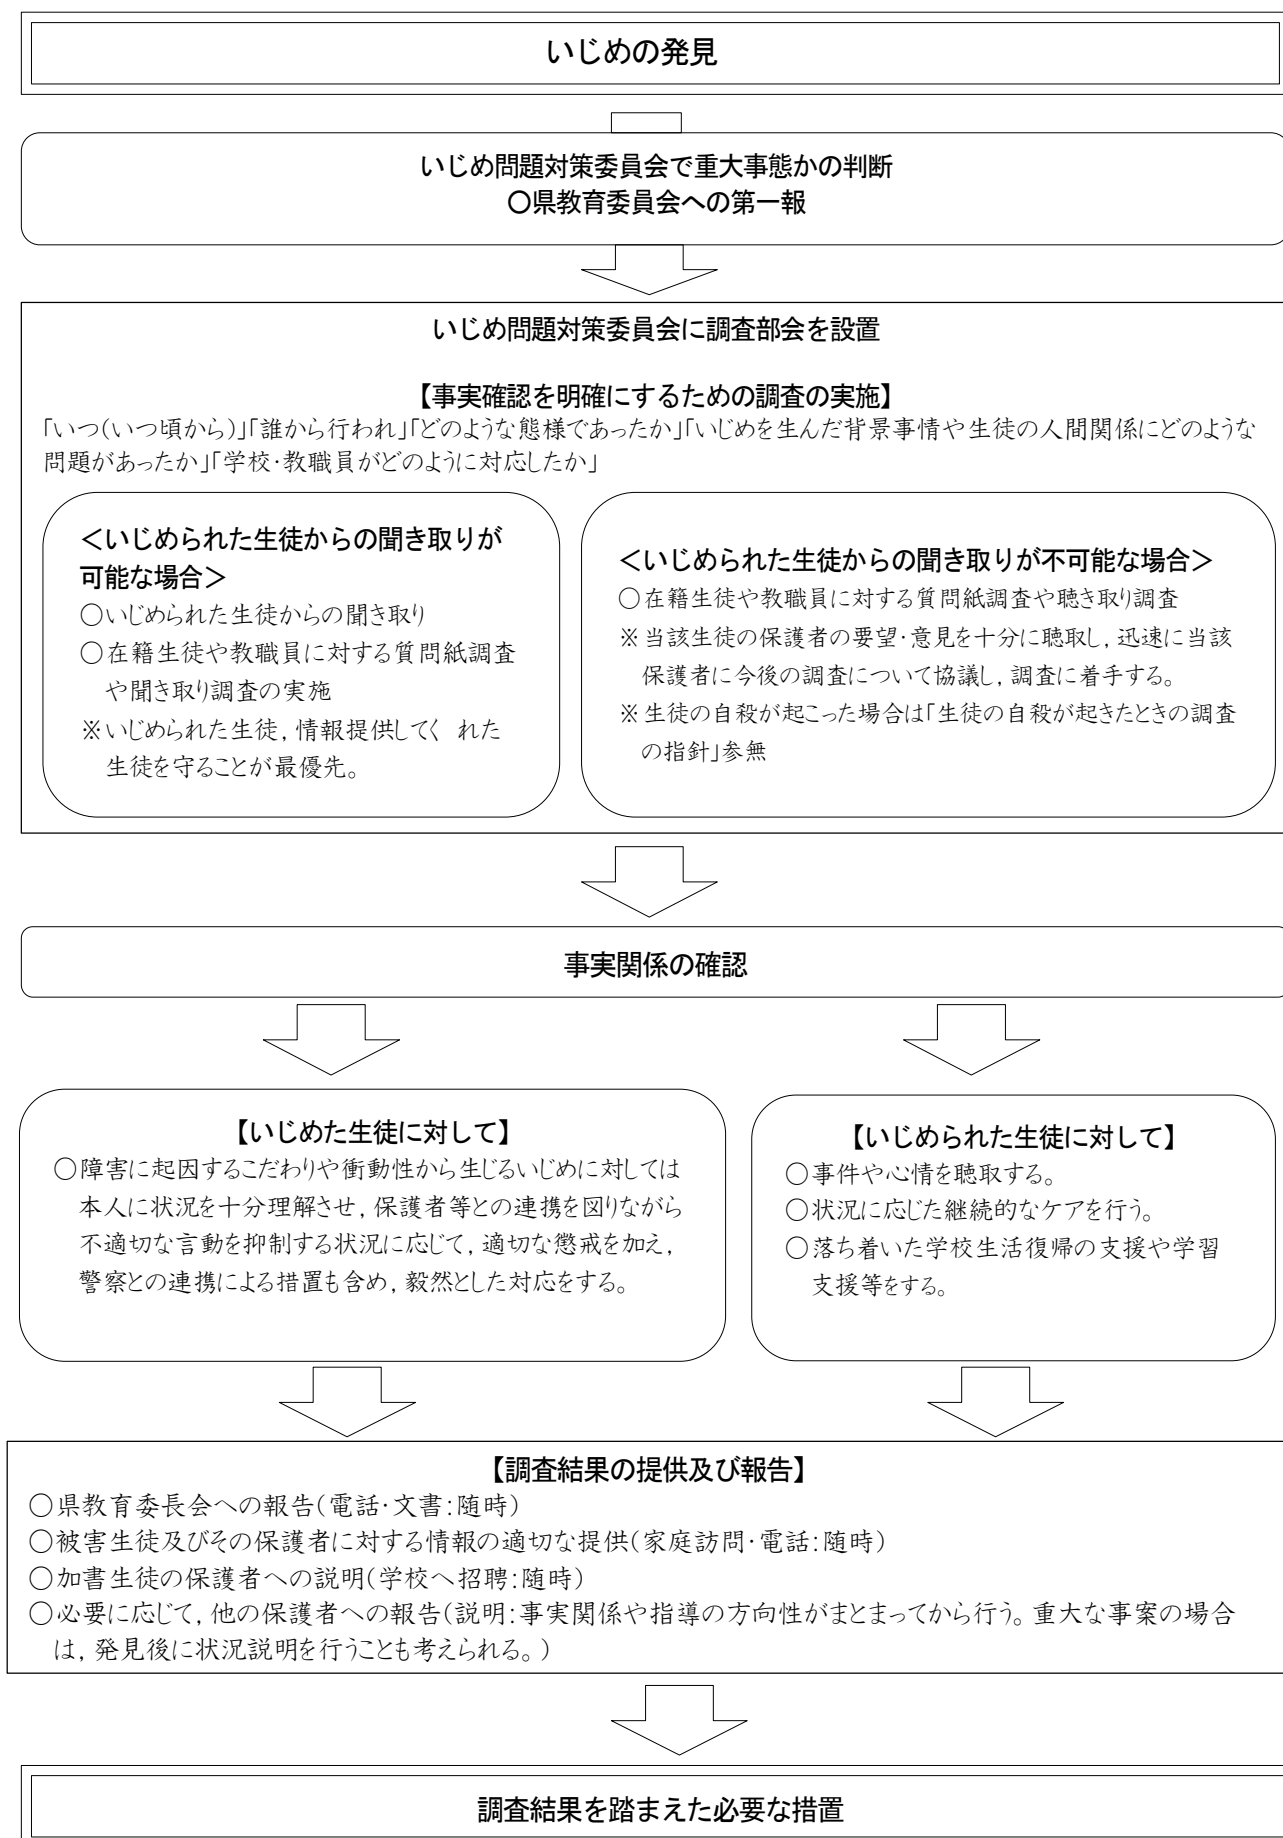 いじめの発見
いじめ問題対策委員会で重大事態かの判断
○県教育委員会への第一報
いじめ問題対策委員会に調査部会を設置
【事実確認を明確にするための調査の実施】
「いつ(いつ頃から)」「誰から行われ」「どのような態様であったか」「いじめを生んだ背景事情や生徒の人間関係にどのような
問題があったか」「学校・教職員がどのように対応したか」
＜いじめられた生徒からの聞き取りが
可能な場合＞
○いじめられた生徒からの聞き取り
○在籍生徒や教職員に対する質問紙調査
や聞き取り調査の実施
※いじめられた生徒，情報提供してく れた
生徒を守ることが最優先。
＜いじめられた生徒からの聞き取りが不可能な場合＞
○在籍生徒や教職員に対する質問紙調査や聴き取り調査
※当該生徒の保護者の要望・意見を十分に聴取し，迅速に当該
保護者に今後の調査について協議し，調査に着手する。
※生徒の自殺が起こった場合は「生徒の自殺が起きたときの調査
の指針」参無
事実関係の確認
【いじめた生徒に対して】
○障害に起因するこだわりや衝動性から生じるいじめに対しては
本人に状況を十分理解させ，保護者等との連携を図りながら
不適切な言動を抑制する状況に応じて，適切な懲戒を加え，
警察との連携による措置も含め，毅然とした対応をする。
【いじめられた生徒に対して】
○事件や心情を聴取する。
○状況に応じた継続的なケアを行う。
○落ち着いた学校生活復帰の支援や学習
支援等をする。
【調査結果の提供及び報告】
○県教育委長会への報告(電話・文書:随時)
○被害生徒及びその保護者に対する情報の適切な提供(家庭訪問・電話:随時)
○加書生徒の保護者への説明(学校へ招聘:随時)
○必要に応じて，他の保護者への報告(説明:事実関係や指導の方向性がまとまってから行う。重大な事案の場合
は，発見後に状況説明を行うことも考えられる。)
調査結果を踏まえた必要な措置